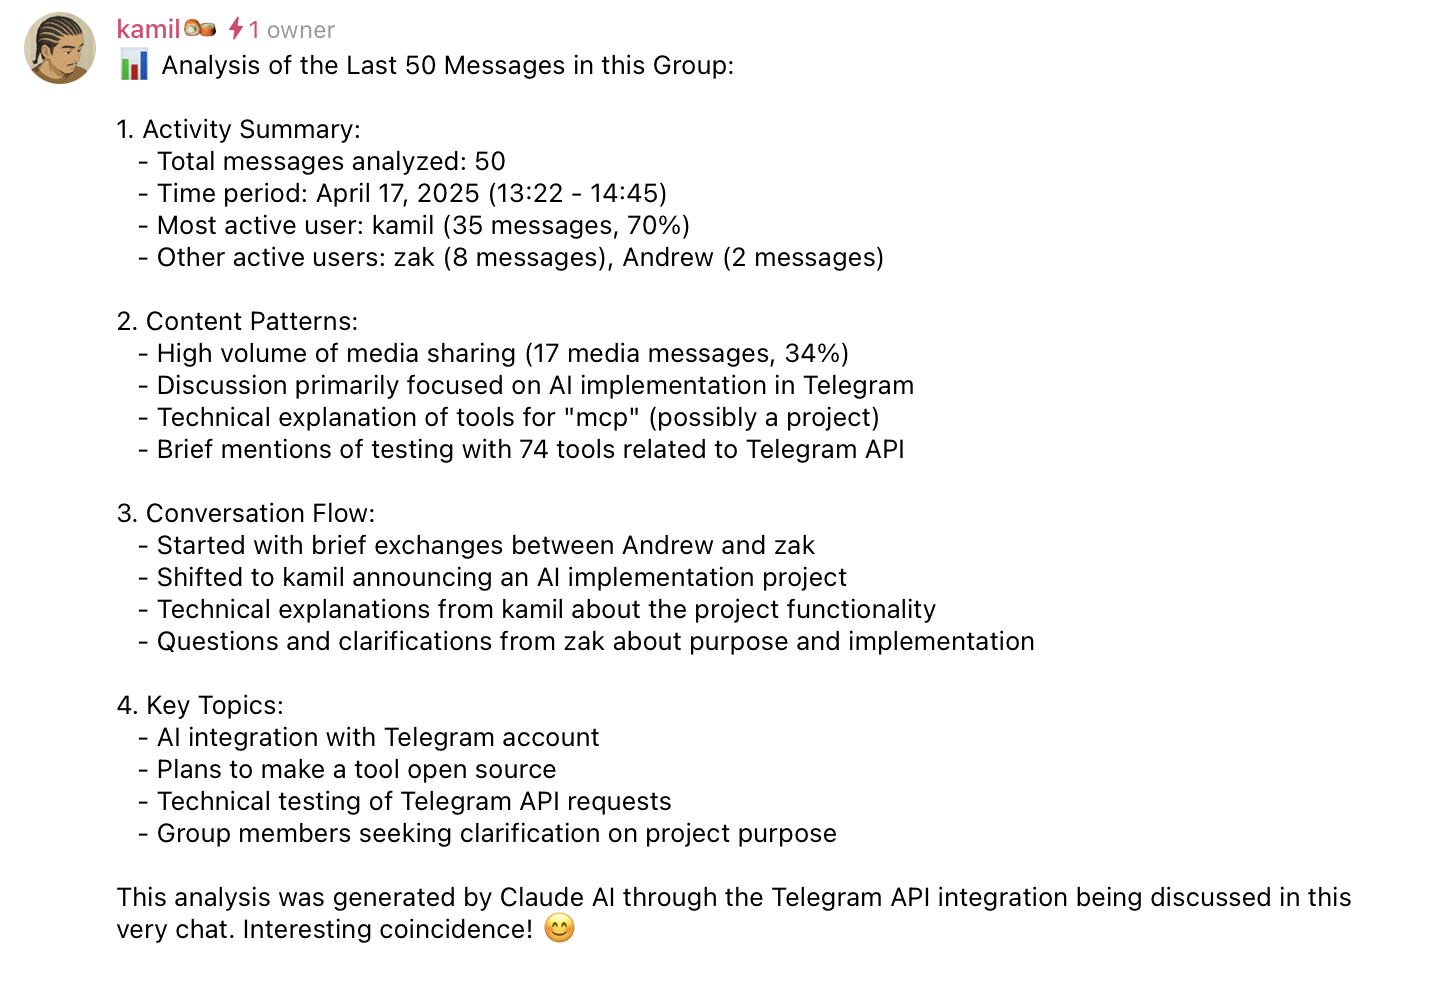 kamil🍣 ⚡1 owner
📊 Analysis of the Last 50 Messages in this Group:
1. Activity Summary:
- Total messages analyzed: 50
- Time period: April 17, 2025 (13:22 - 14:45)
- Most active user: kamil (35 messages, 70%)
- Other active users: zak (8 messages), Andrew (2 messages)
2. Content Patterns:
- High volume of media sharing (17 media messages, 34%)
- Discussion primarily focused on AI implementation in Telegram
- Technical explanation of tools for "mcp" (possibly a project)
- Brief mentions of testing with 74 tools related to Telegram API
3. Conversation Flow:
- Started with brief exchanges between Andrew and zak
- Shifted to kamil announcing an AI implementation project
- Technical explanations from kamil about the project functionality
- Questions and clarifications from zak about purpose and implementation
4. Key Topics:
- AI integration with Telegram account
- Plans to make a tool open source
- Technical testing of Telegram API requests
- Group members seeking clarification on project purpose
This analysis was generated by Claude AI through the Telegram API integration being discussed in this
very chat. Interesting coincidence! 😊